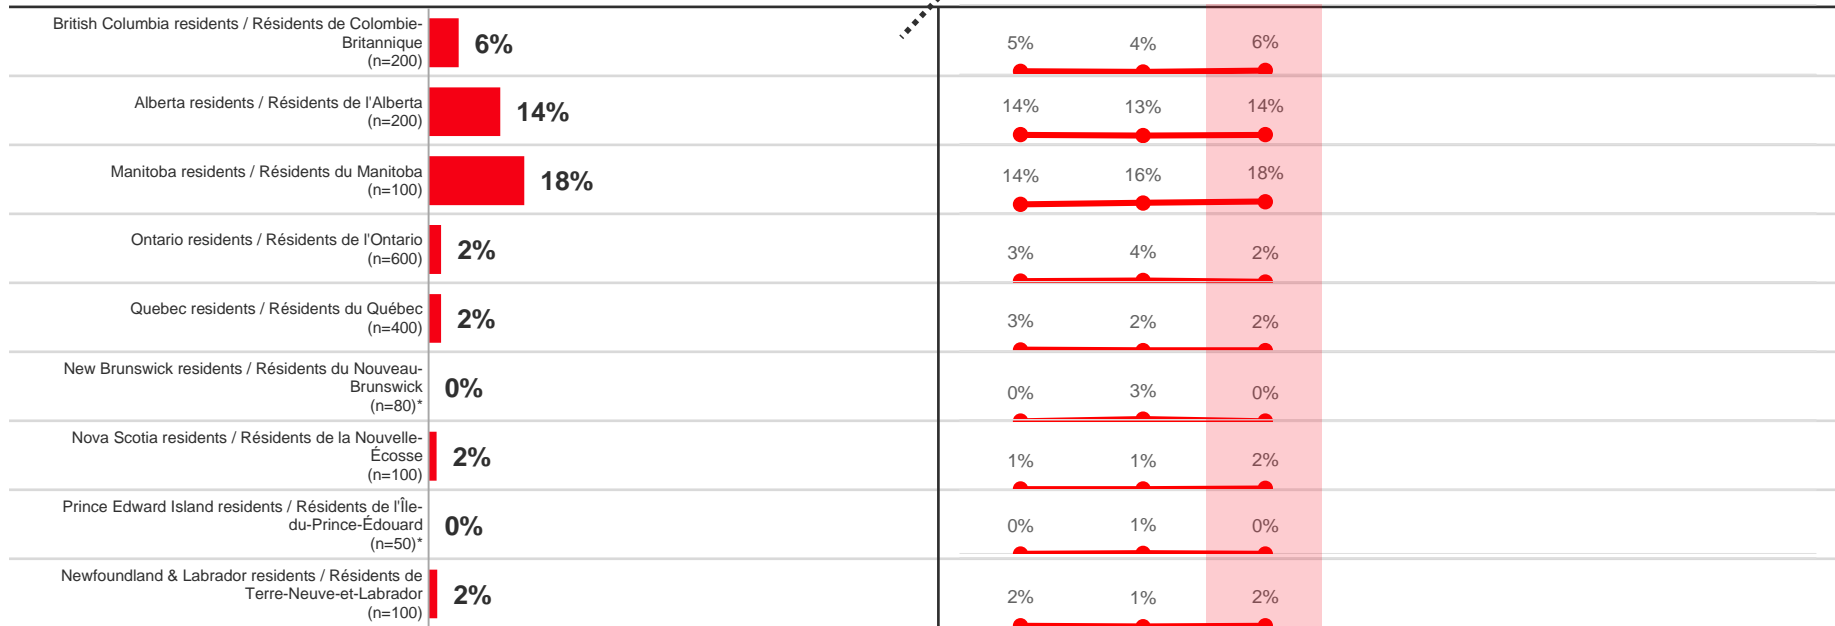 British Columbia residents / Résidents de Colombie-
Britannique
(n=200)
6%
5% 4% 6%
Alberta residents / Résidents de l'Alberta
(n=200)
14%
14% 13% 14%
Manitoba residents / Résidents du Manitoba
(n=100)
18%
14% 16% 18%
Ontario residents / Résidents de l'Ontario
(n=600)
2%
3% 4% 2%
Quebec residents / Résidents du Québec
(n=400)
2%
3% 2% 2%
New Brunswick residents / Résidents du Nouveau-
Brunswick
(n=80)*
0%
0% 3% 0%
Nova Scotia residents / Résidents de la Nouvelle-
Écosse
(n=100)
2%
1% 1% 2%
Prince Edward Island residents / Résidents de l'Île-
du-Prince-Édouard
(n=50)*
0%
0% 1% 0%
Newfoundland & Labrador residents / Résidents de
Terre-Neuve-et-Labrador
(n=100)
2%
2% 1% 2%